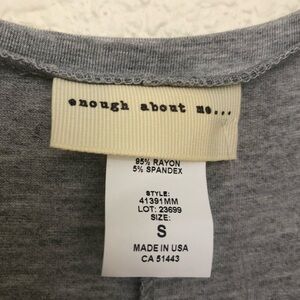 enough about me...
95% RAYON
5% SPANDEX
STYLE:
41391MM
LOT: 23699
SIZE:
S
MADE IN USA
CA 51443